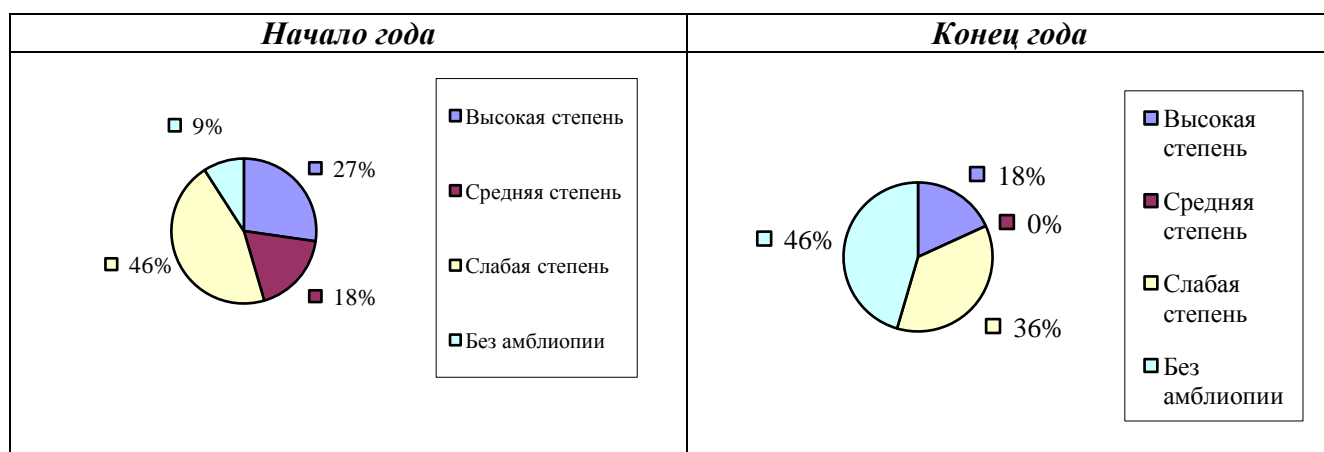 Начало года
Конец года
9%
27%
46%
18%
Высокая степень
Средняя степень
Слабая степень
Без амблиопии
18%
0%
46%
36%
Высокая
степень
Средняя
степень
Слабая
степень
Без
амблиопии